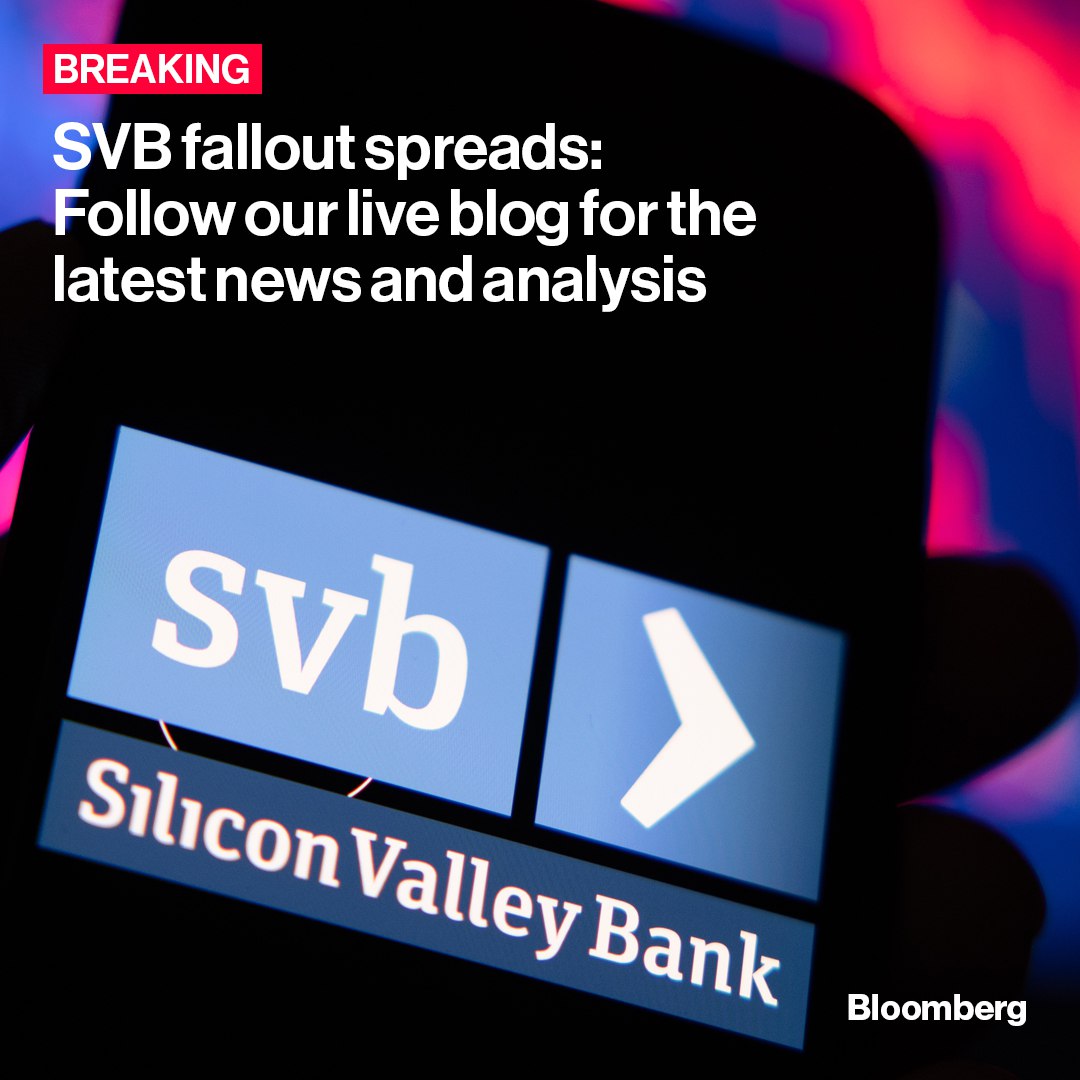 BREAKING
SVB fallout spreads:
Follow our live blog for the
latest news and analysis
svb
Silicon Valley Bank
Bloomberg